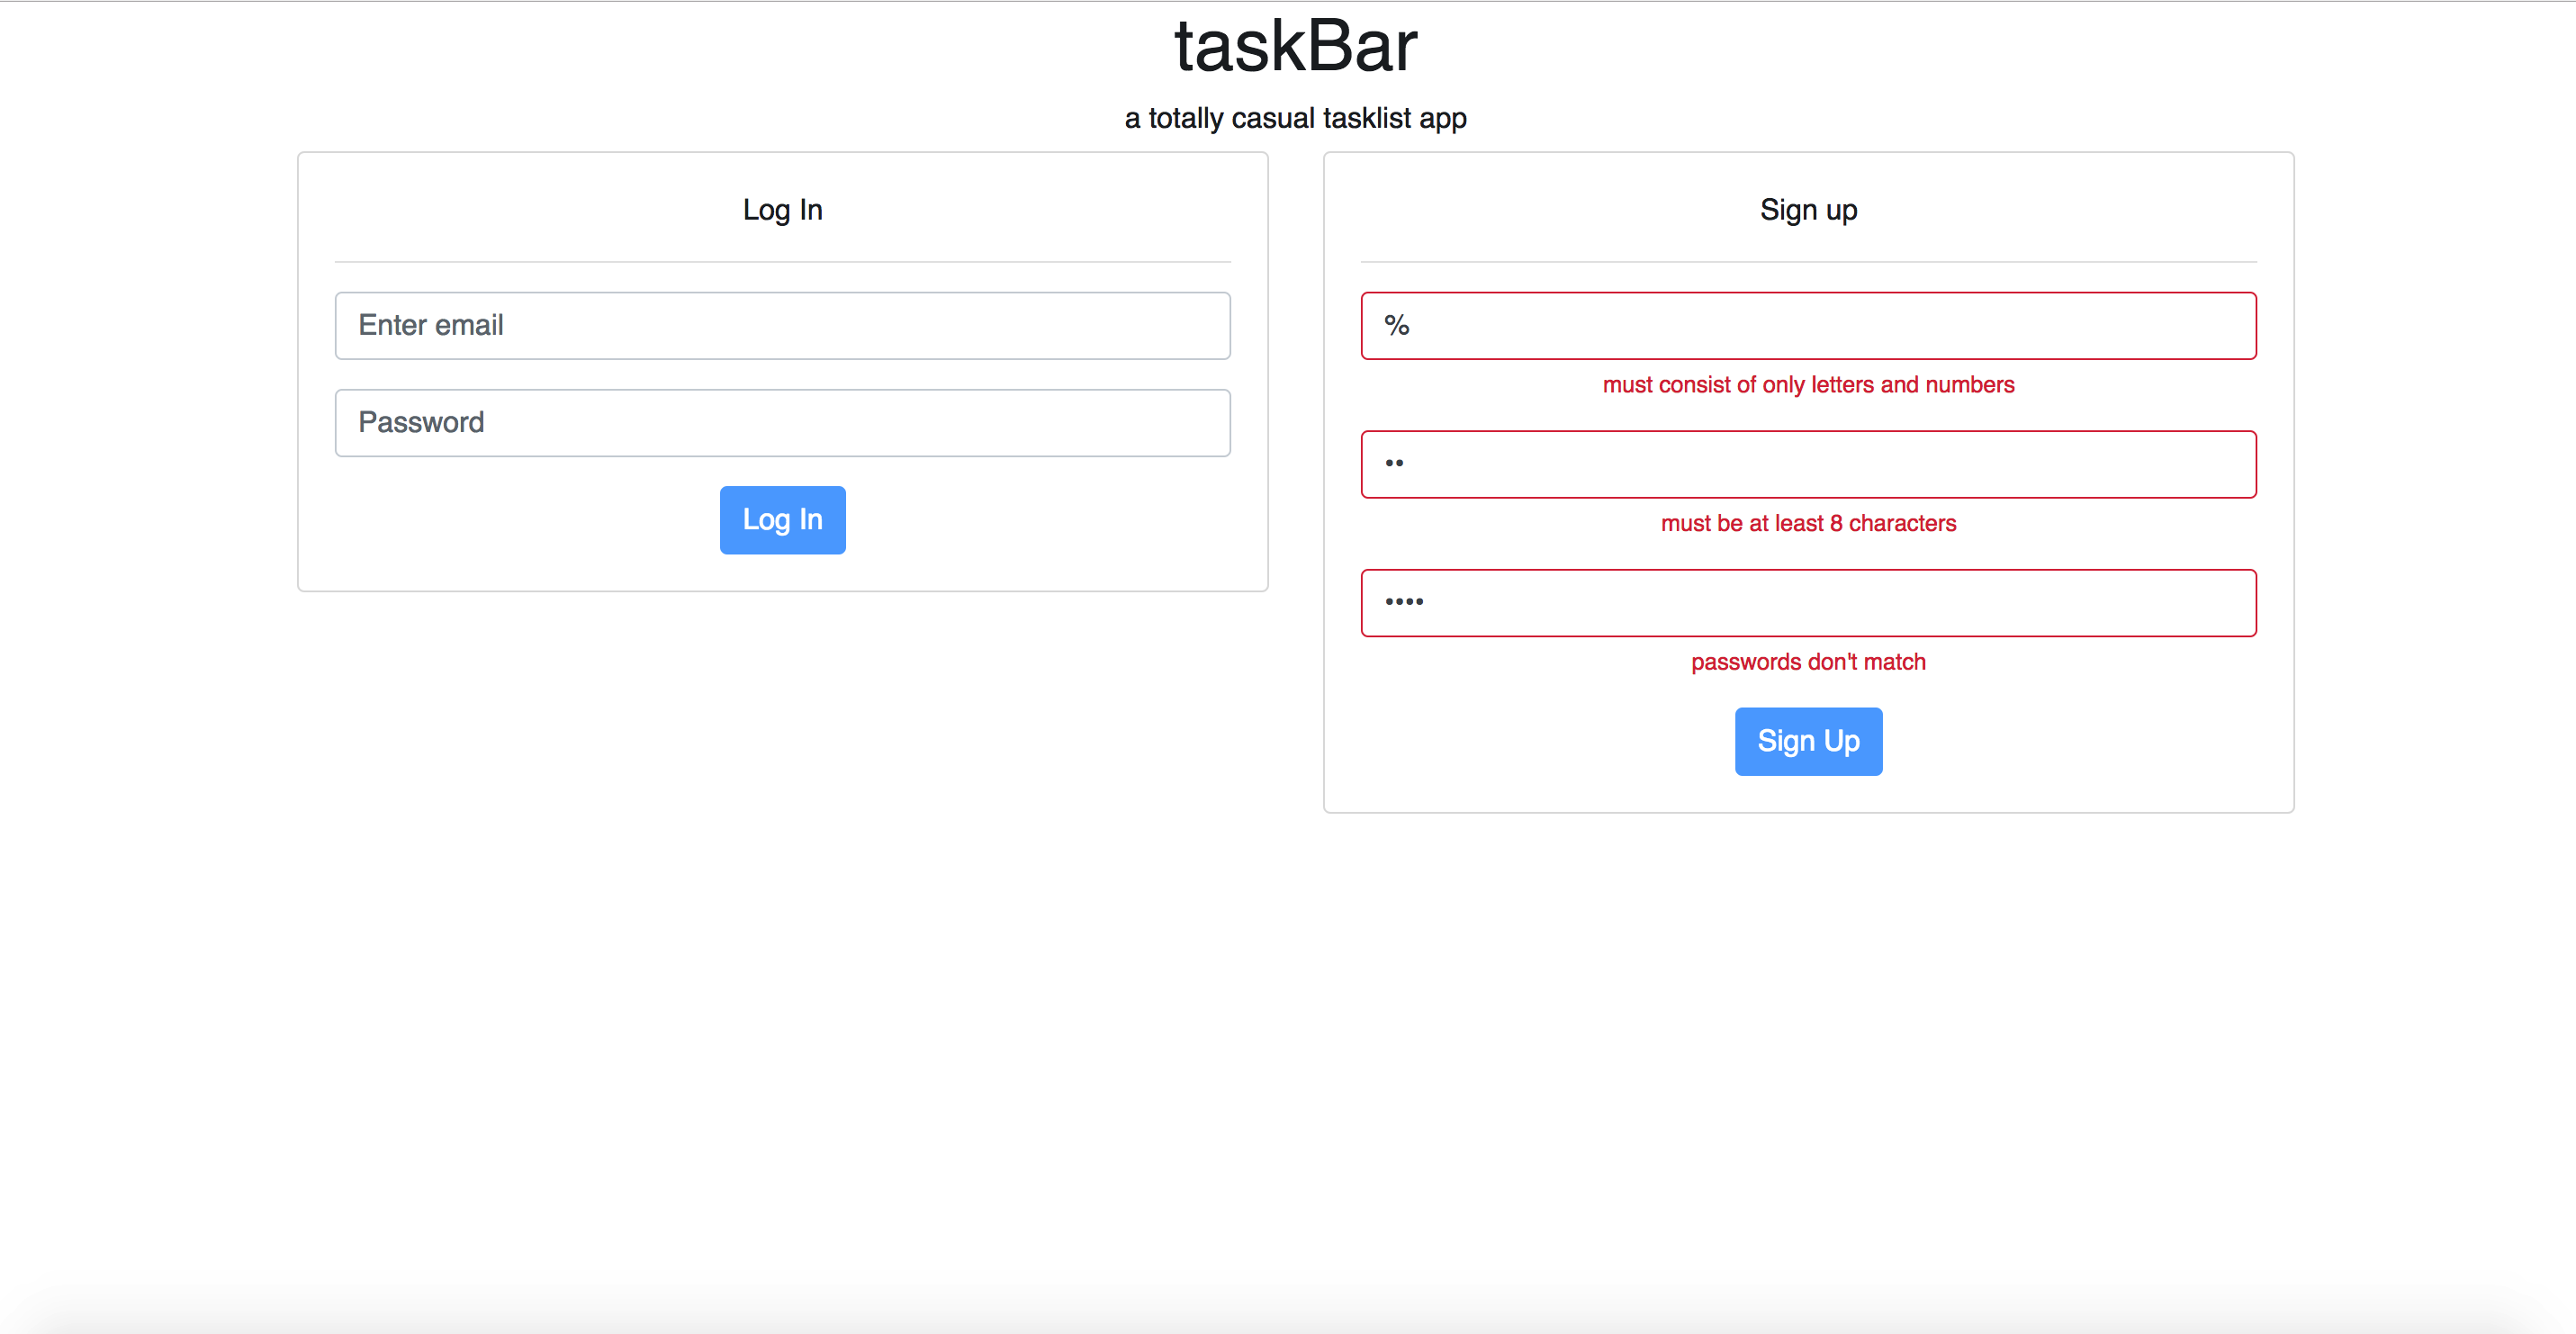 taskBar
a totally casual tasklist app
Log In
Enter email
Password
Log In
Sign up
%
must consist of only letters and numbers
••
must be at least 8 characters
••••
passwords don't match
Sign Up